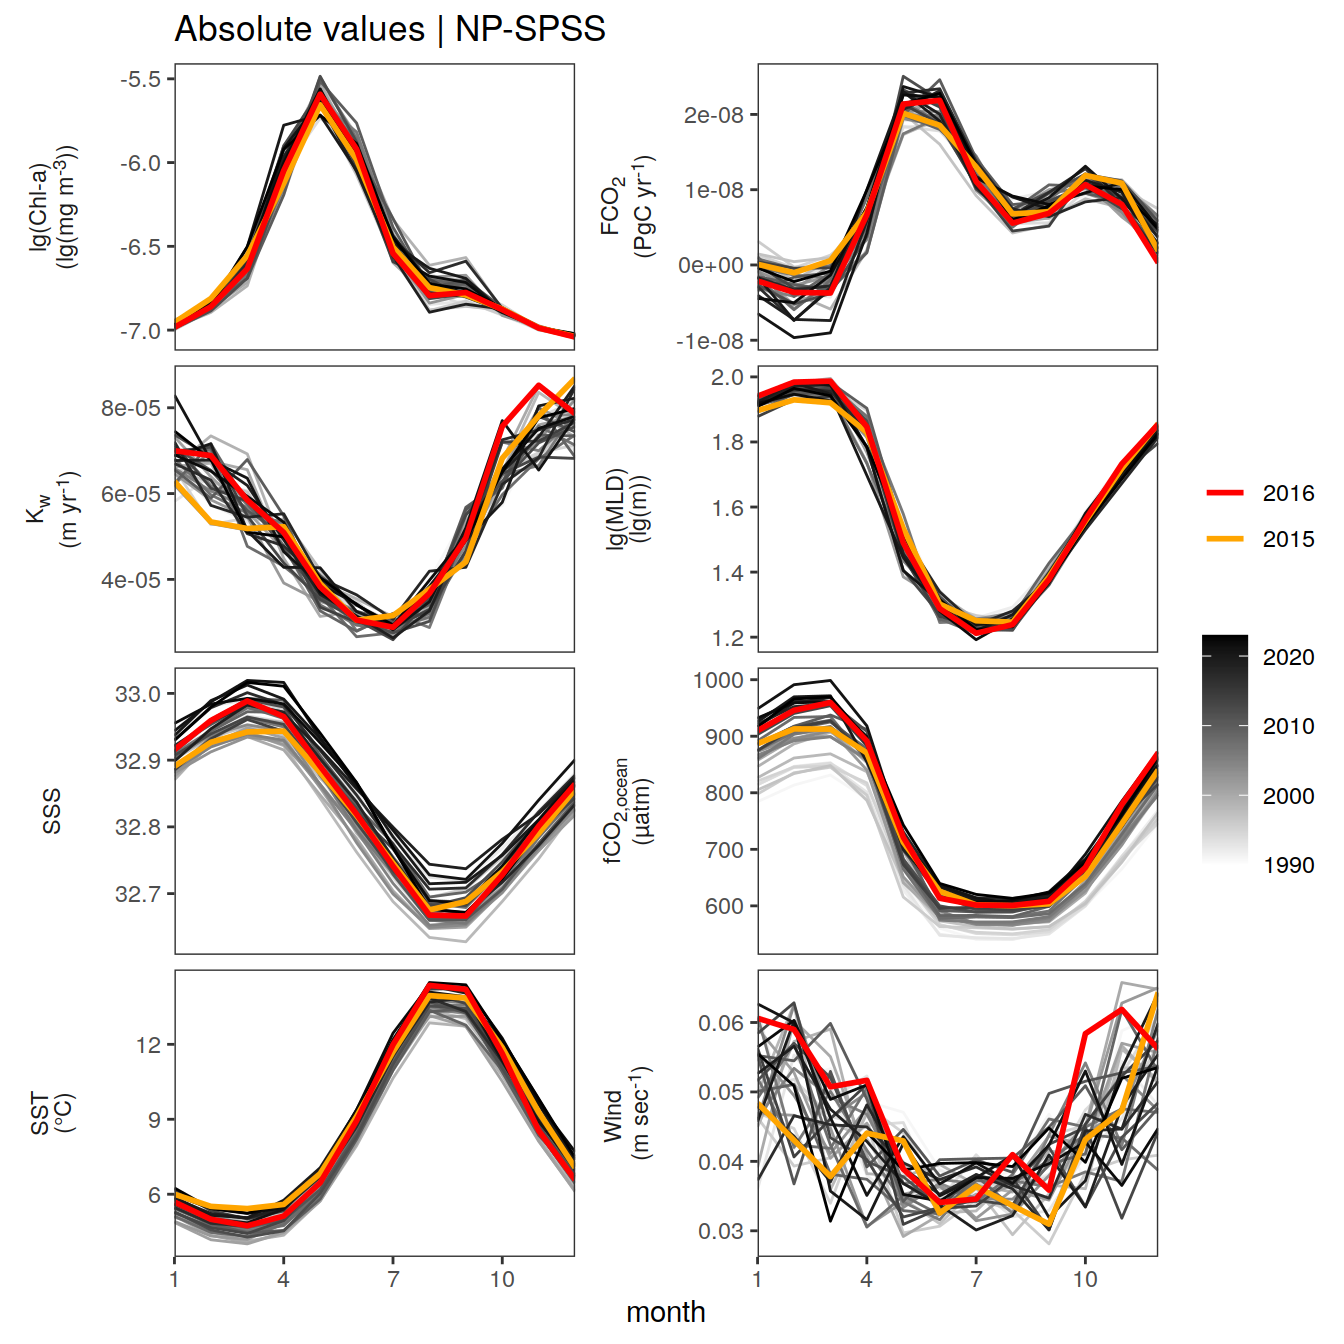 Absolute values | NP-SPSS
lg(Chl-a)
(lg(mg m⁻³))
-5.5
-6.0
-6.5
-7.0
FCO₂
(PgC yr⁻¹)
2e-08
1e-08
0e+00
-1e-08
K_w
(m yr⁻¹)
8e-05
6e-05
4e-05
lg(MLD)
(lg(m))
2.0
1.8
1.6
1.4
1.2
SSS
33.0
32.9
32.8
32.7
fCO₂,ocean
(µatm)
1000
900
800
700
600
SST
(°C)
12
9
6
1 4 7 10
Wind
(m sec⁻¹)
0.06
0.05
0.04
0.03
1 4 7 10
month
2016
2015
2020
2010
2000
1990